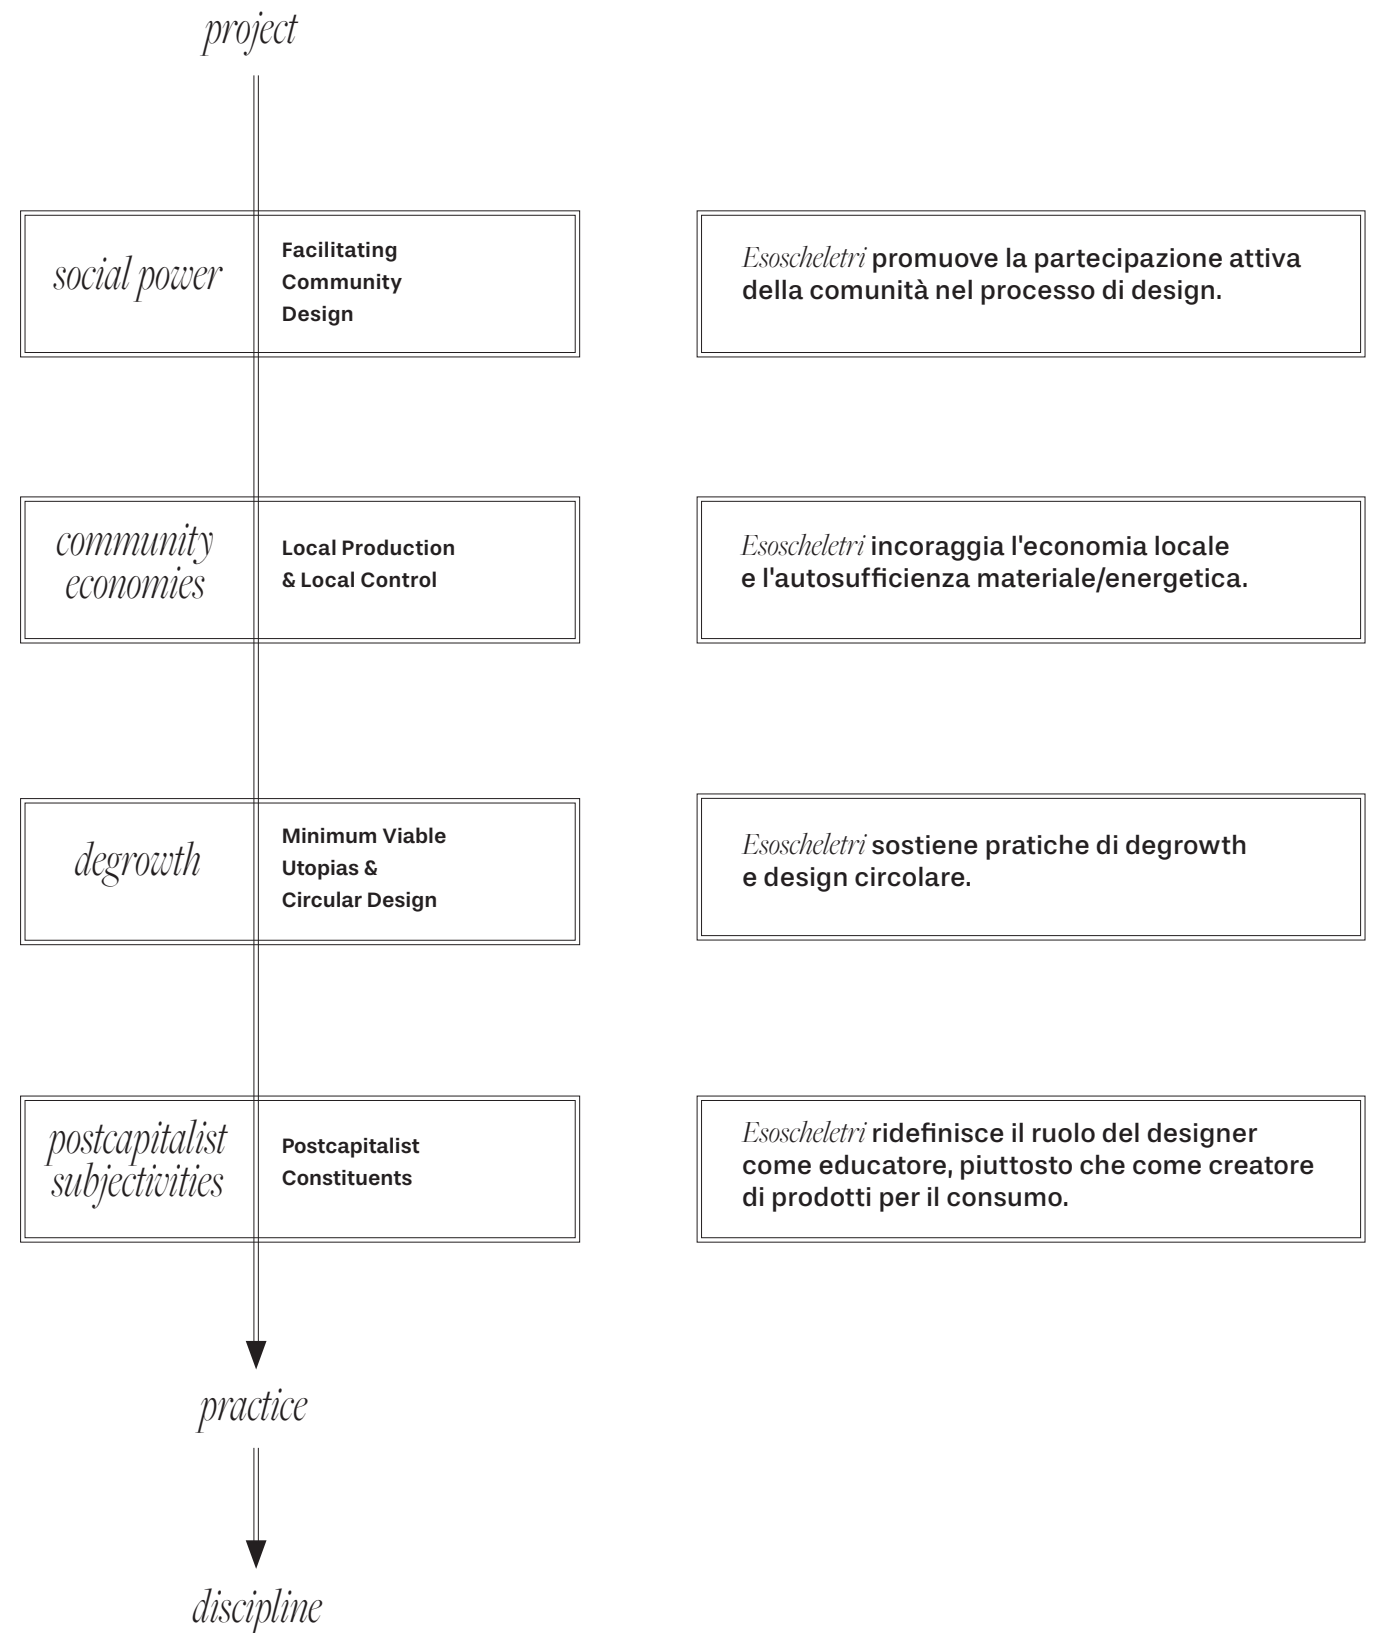 project
social power
Facilitating
Community
Design
Esoscheletri promuove la partecipazione attiva
della comunità nel processo di design.
community
economies
Local Production
& Local Control
Esoscheletri incoraggia l'economia locale
e l'autosufficienza materiale/energetica.
degrowth
Minimum Viable
Utopias &
Circular Design
Esoscheletri sostiene pratiche di degrowth
e design circolare.
postcapitalist
subjectivities
Postcapitalist
Constituents
Esoscheletri ridefinisce il ruolo del designer
come educatore, piuttosto che come creatore
di prodotti per il consumo.
practice
discipline